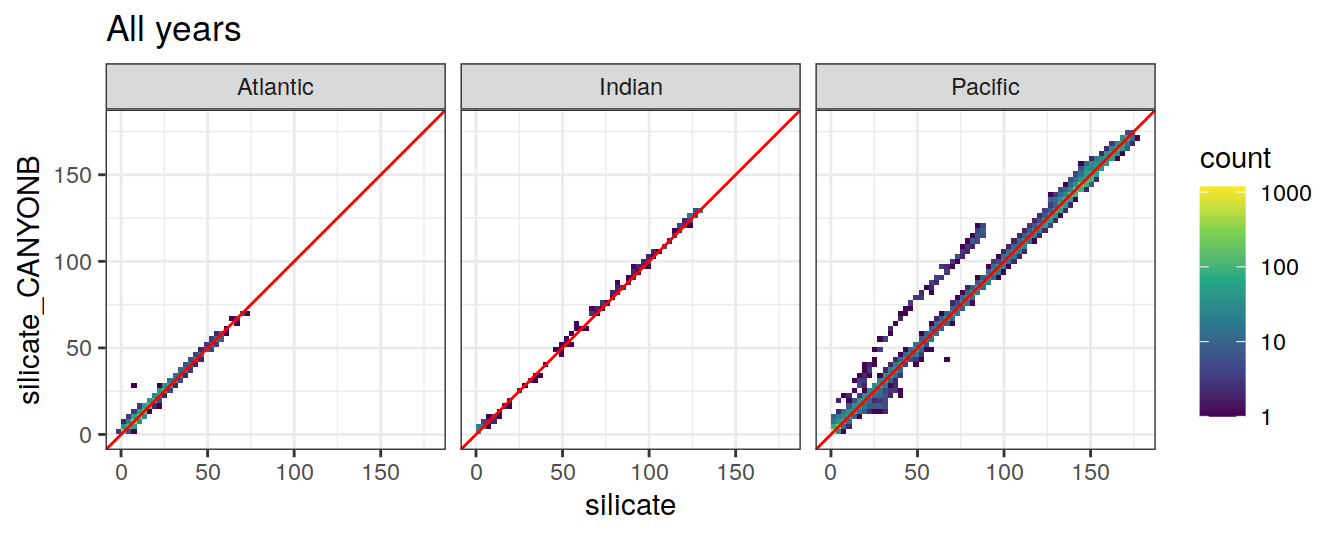 All years
Atlantic
Indian
Pacific
silicate_CANYONB
150
100
50
0
0 50 100 150
0 50 100 150
0 50 100 150
silicate
count
1000
100
10
1